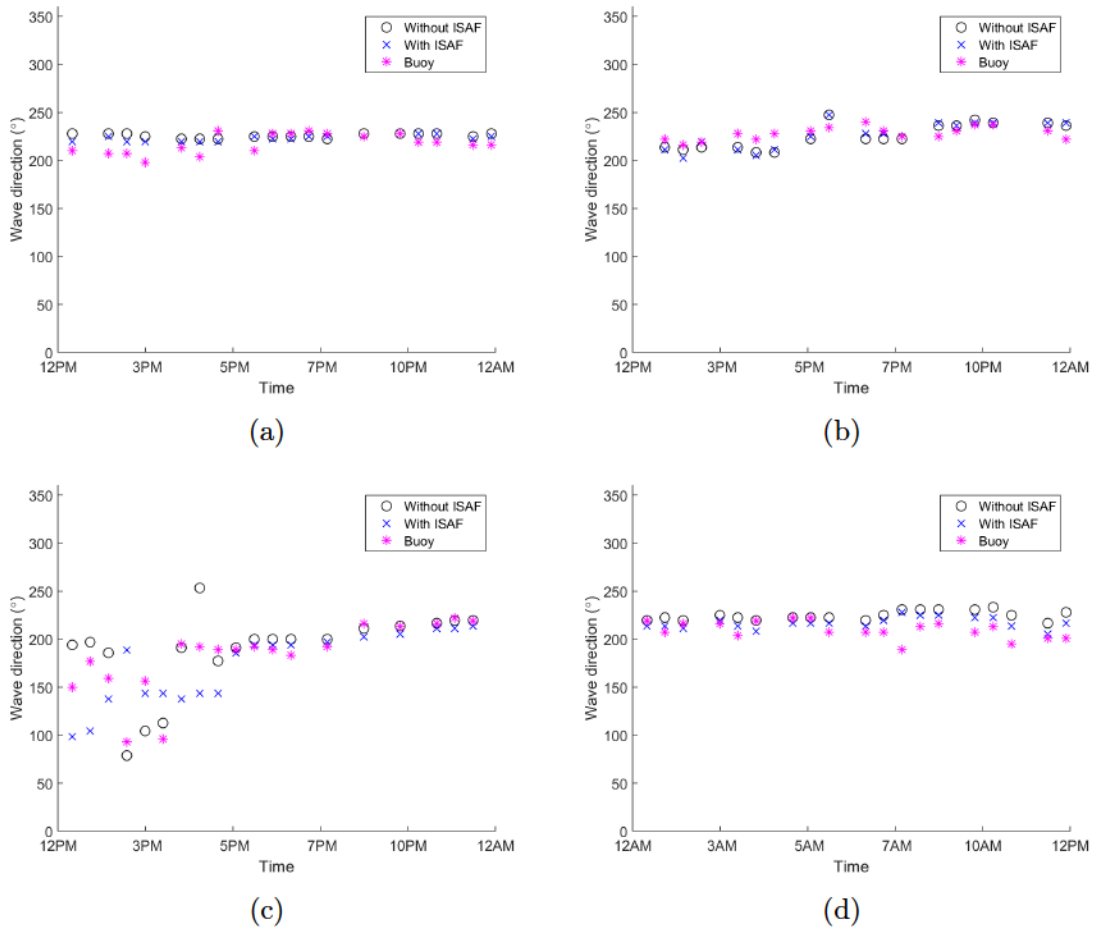 350
300
250
200
150
100
50
0
Wave direction (°)
12PM 3PM 5PM 7PM 10PM 12AM
Time
Without ISAF
With ISAF
Buoy
(a)
350
300
250
200
150
100
50
0
Wave direction (°)
12PM 3PM 5PM 7AM 10PM 12AM
Time
Without ISAF
With ISAF
Buoy
(b)
350
300
250
200
150
100
50
0
Wave direction (°)
12PM 3PM 5PM 7PM 10PM 12AM
Time
Without ISAF
With ISAF
Buoy
(c)
350
300
250
200
150
100
50
0
Wave direction (°)
12AM 3AM 5AM 7AM 10AM 12PM
Time
Without ISAF
With ISAF
Buoy
(d)